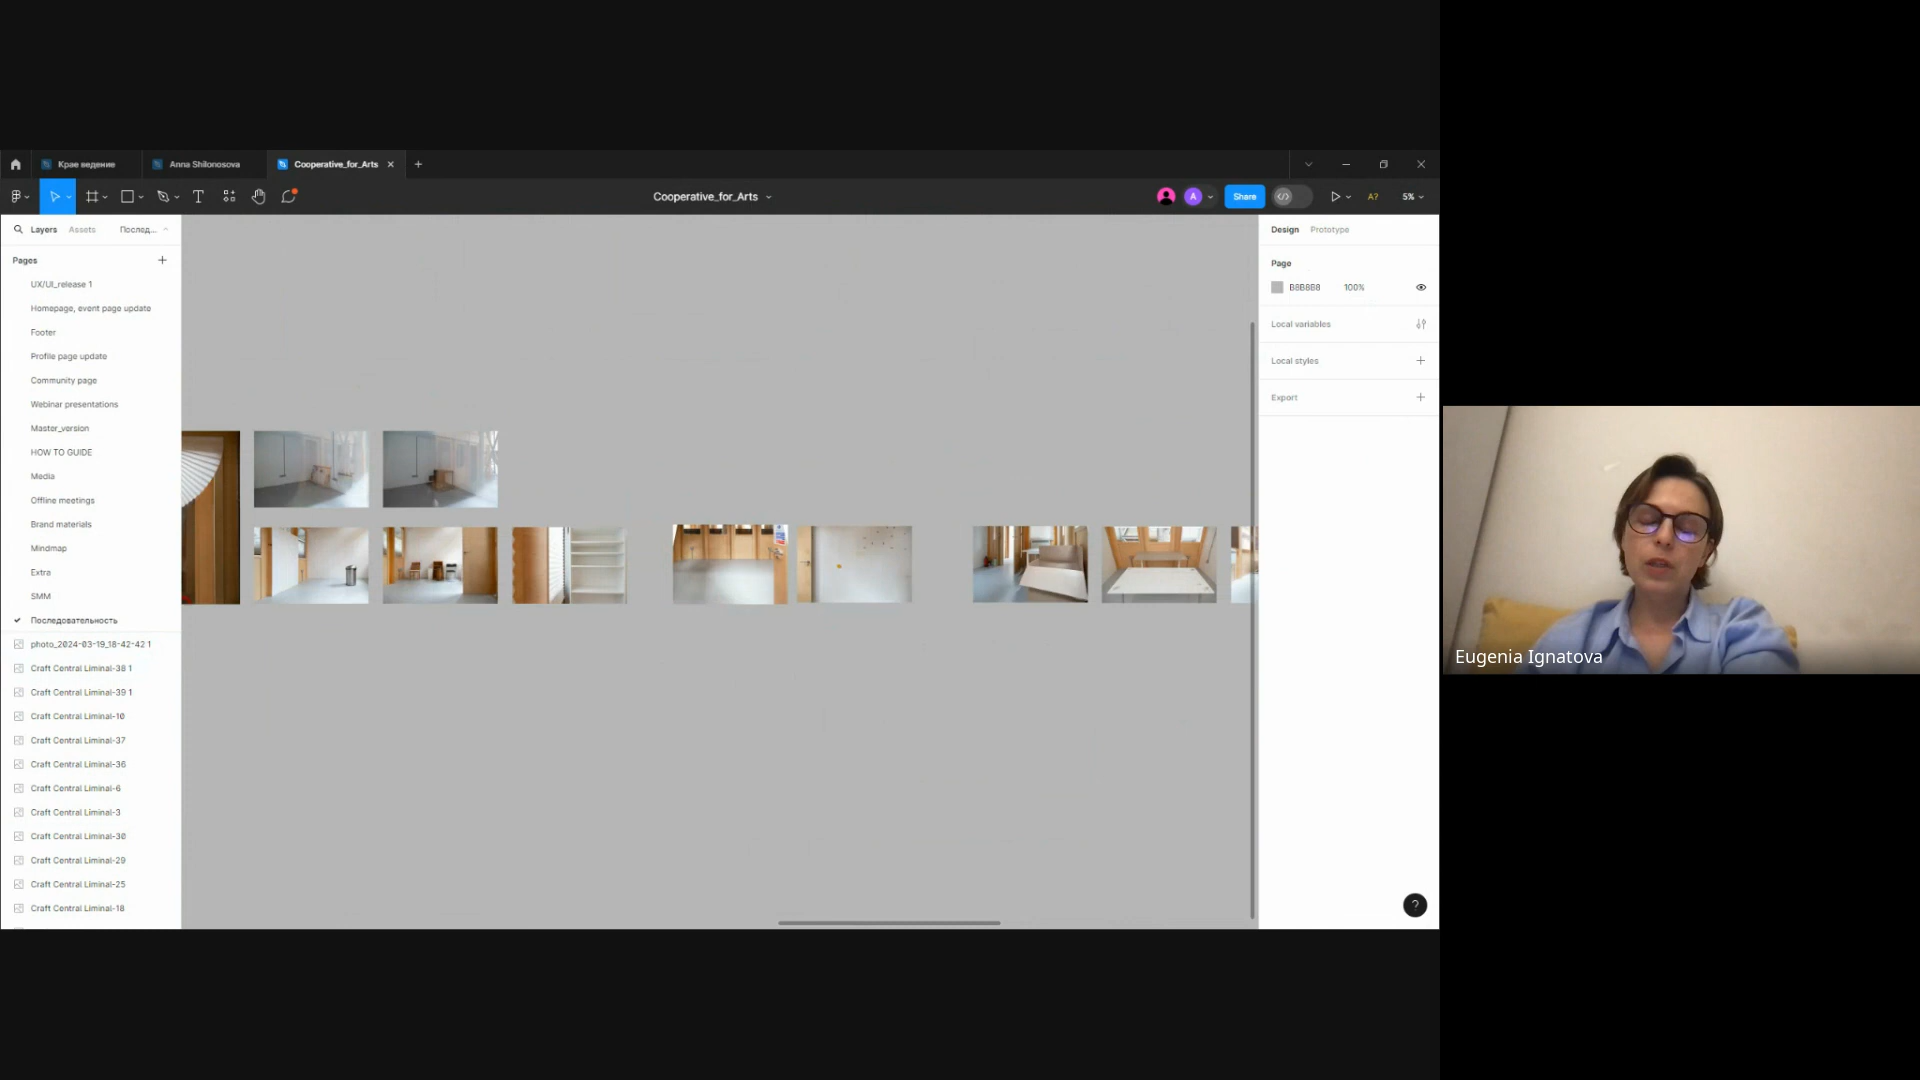 Крае ведение
Anna Shilonosova
Cooperative_for_Arts
Cooperative_for_Arts
A
Share
A?
5%
Layers
Assets
Послед...
Pages
UX/UI_release 1
Homepage, event page update
Footer
Profile page update
Community page
Webinar presentations
Master_version
HOW TO GUIDE
Media
Offline meetings
Brand materials
Mindmap
Extra
SMM
Последовательность
photo_2024-03-19_18-42-42 1
Craft Central Liminal-38 1
Craft Central Liminal-39 1
Craft Central Liminal-10
Craft Central Liminal-37
Craft Central Liminal-36
Craft Central Liminal-6
Craft Central Liminal-3
Craft Central Liminal-30
Craft Central Liminal-29
Craft Central Liminal-25
Craft Central Liminal-18
Design
Prototype
Page
B8B8B8
100%
Local variables
Local styles
Export
?
Eugenia Ignatova